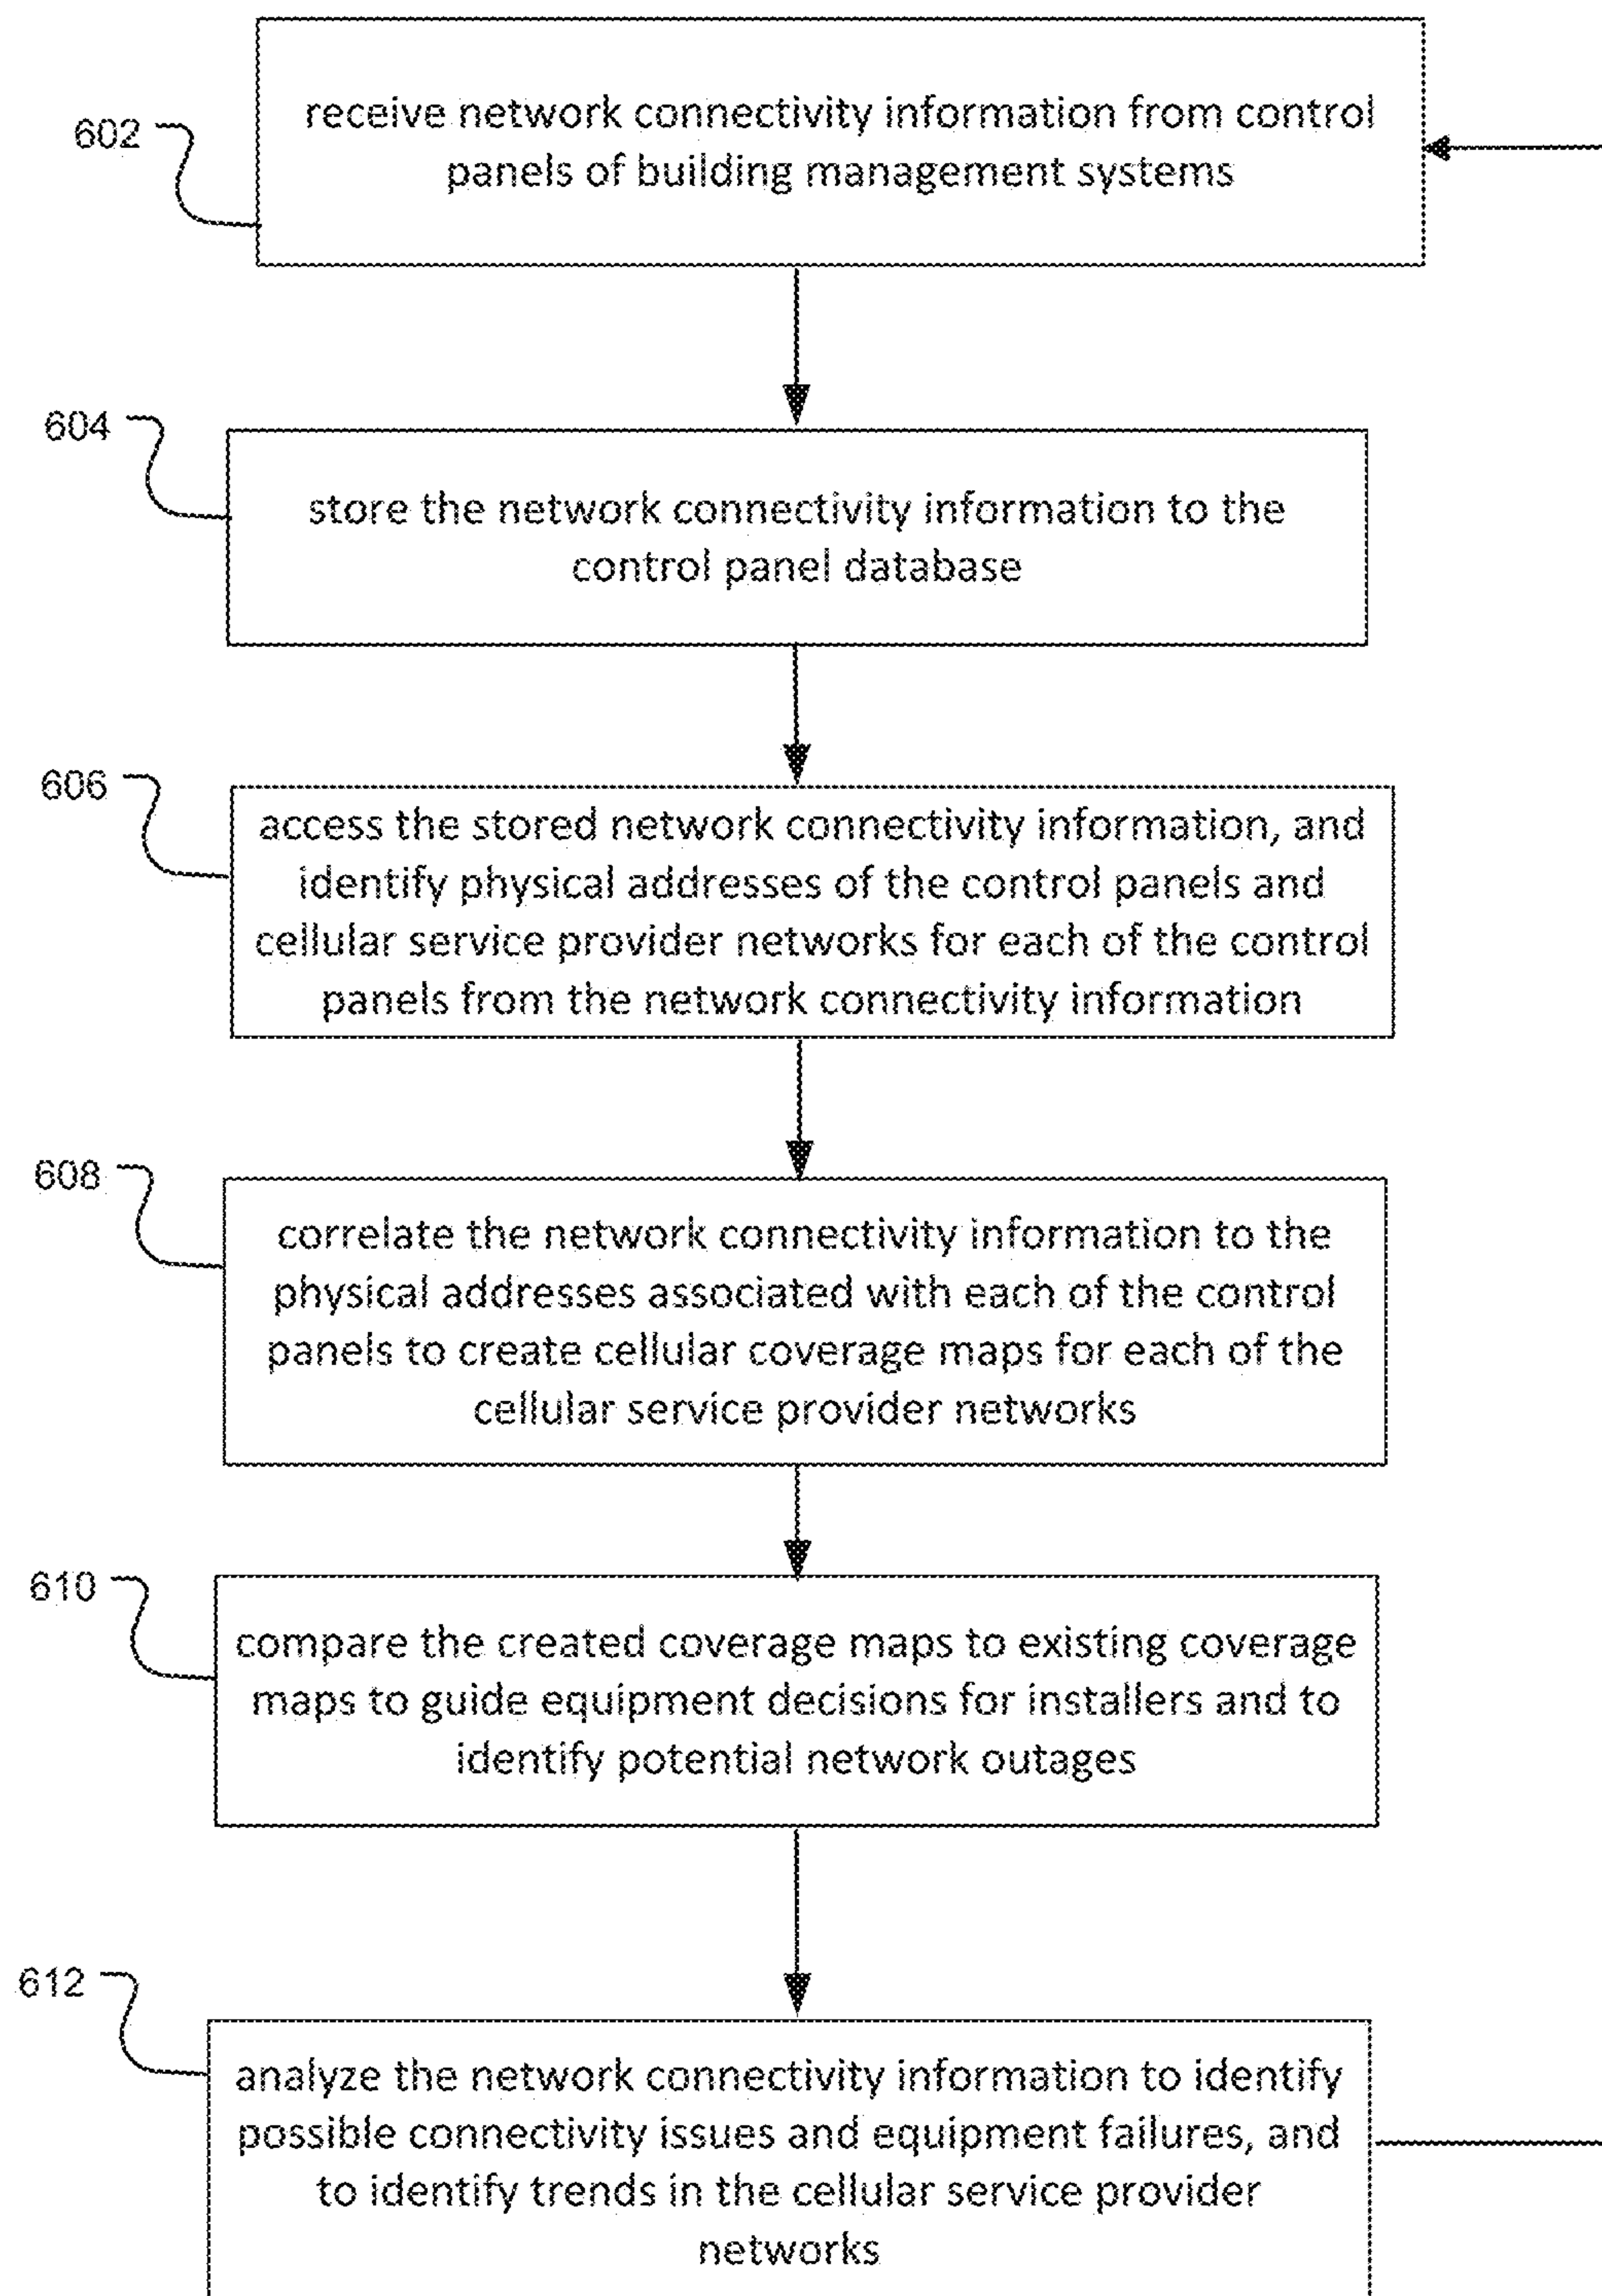 602
receive network connectivity information from control
panels of building management systems
604
store the network connectivity information to the
control panel database
606
access the stored network connectivity information, and
identify physical addresses of the control panels and
cellular service provider networks for each of the control
panels from the network connectivity information
608
correlate the network connectivity information to the
physical addresses associated with each of the control
panels to create cellular coverage maps for each of the
cellular service provider networks
610
compare the created coverage maps to existing coverage
maps to guide equipment decisions for installers and to
identify potential network outages
612
analyze the network connectivity information to identify
possible connectivity issues and equipment failures, and
to identify trends in the cellular service provider
networks